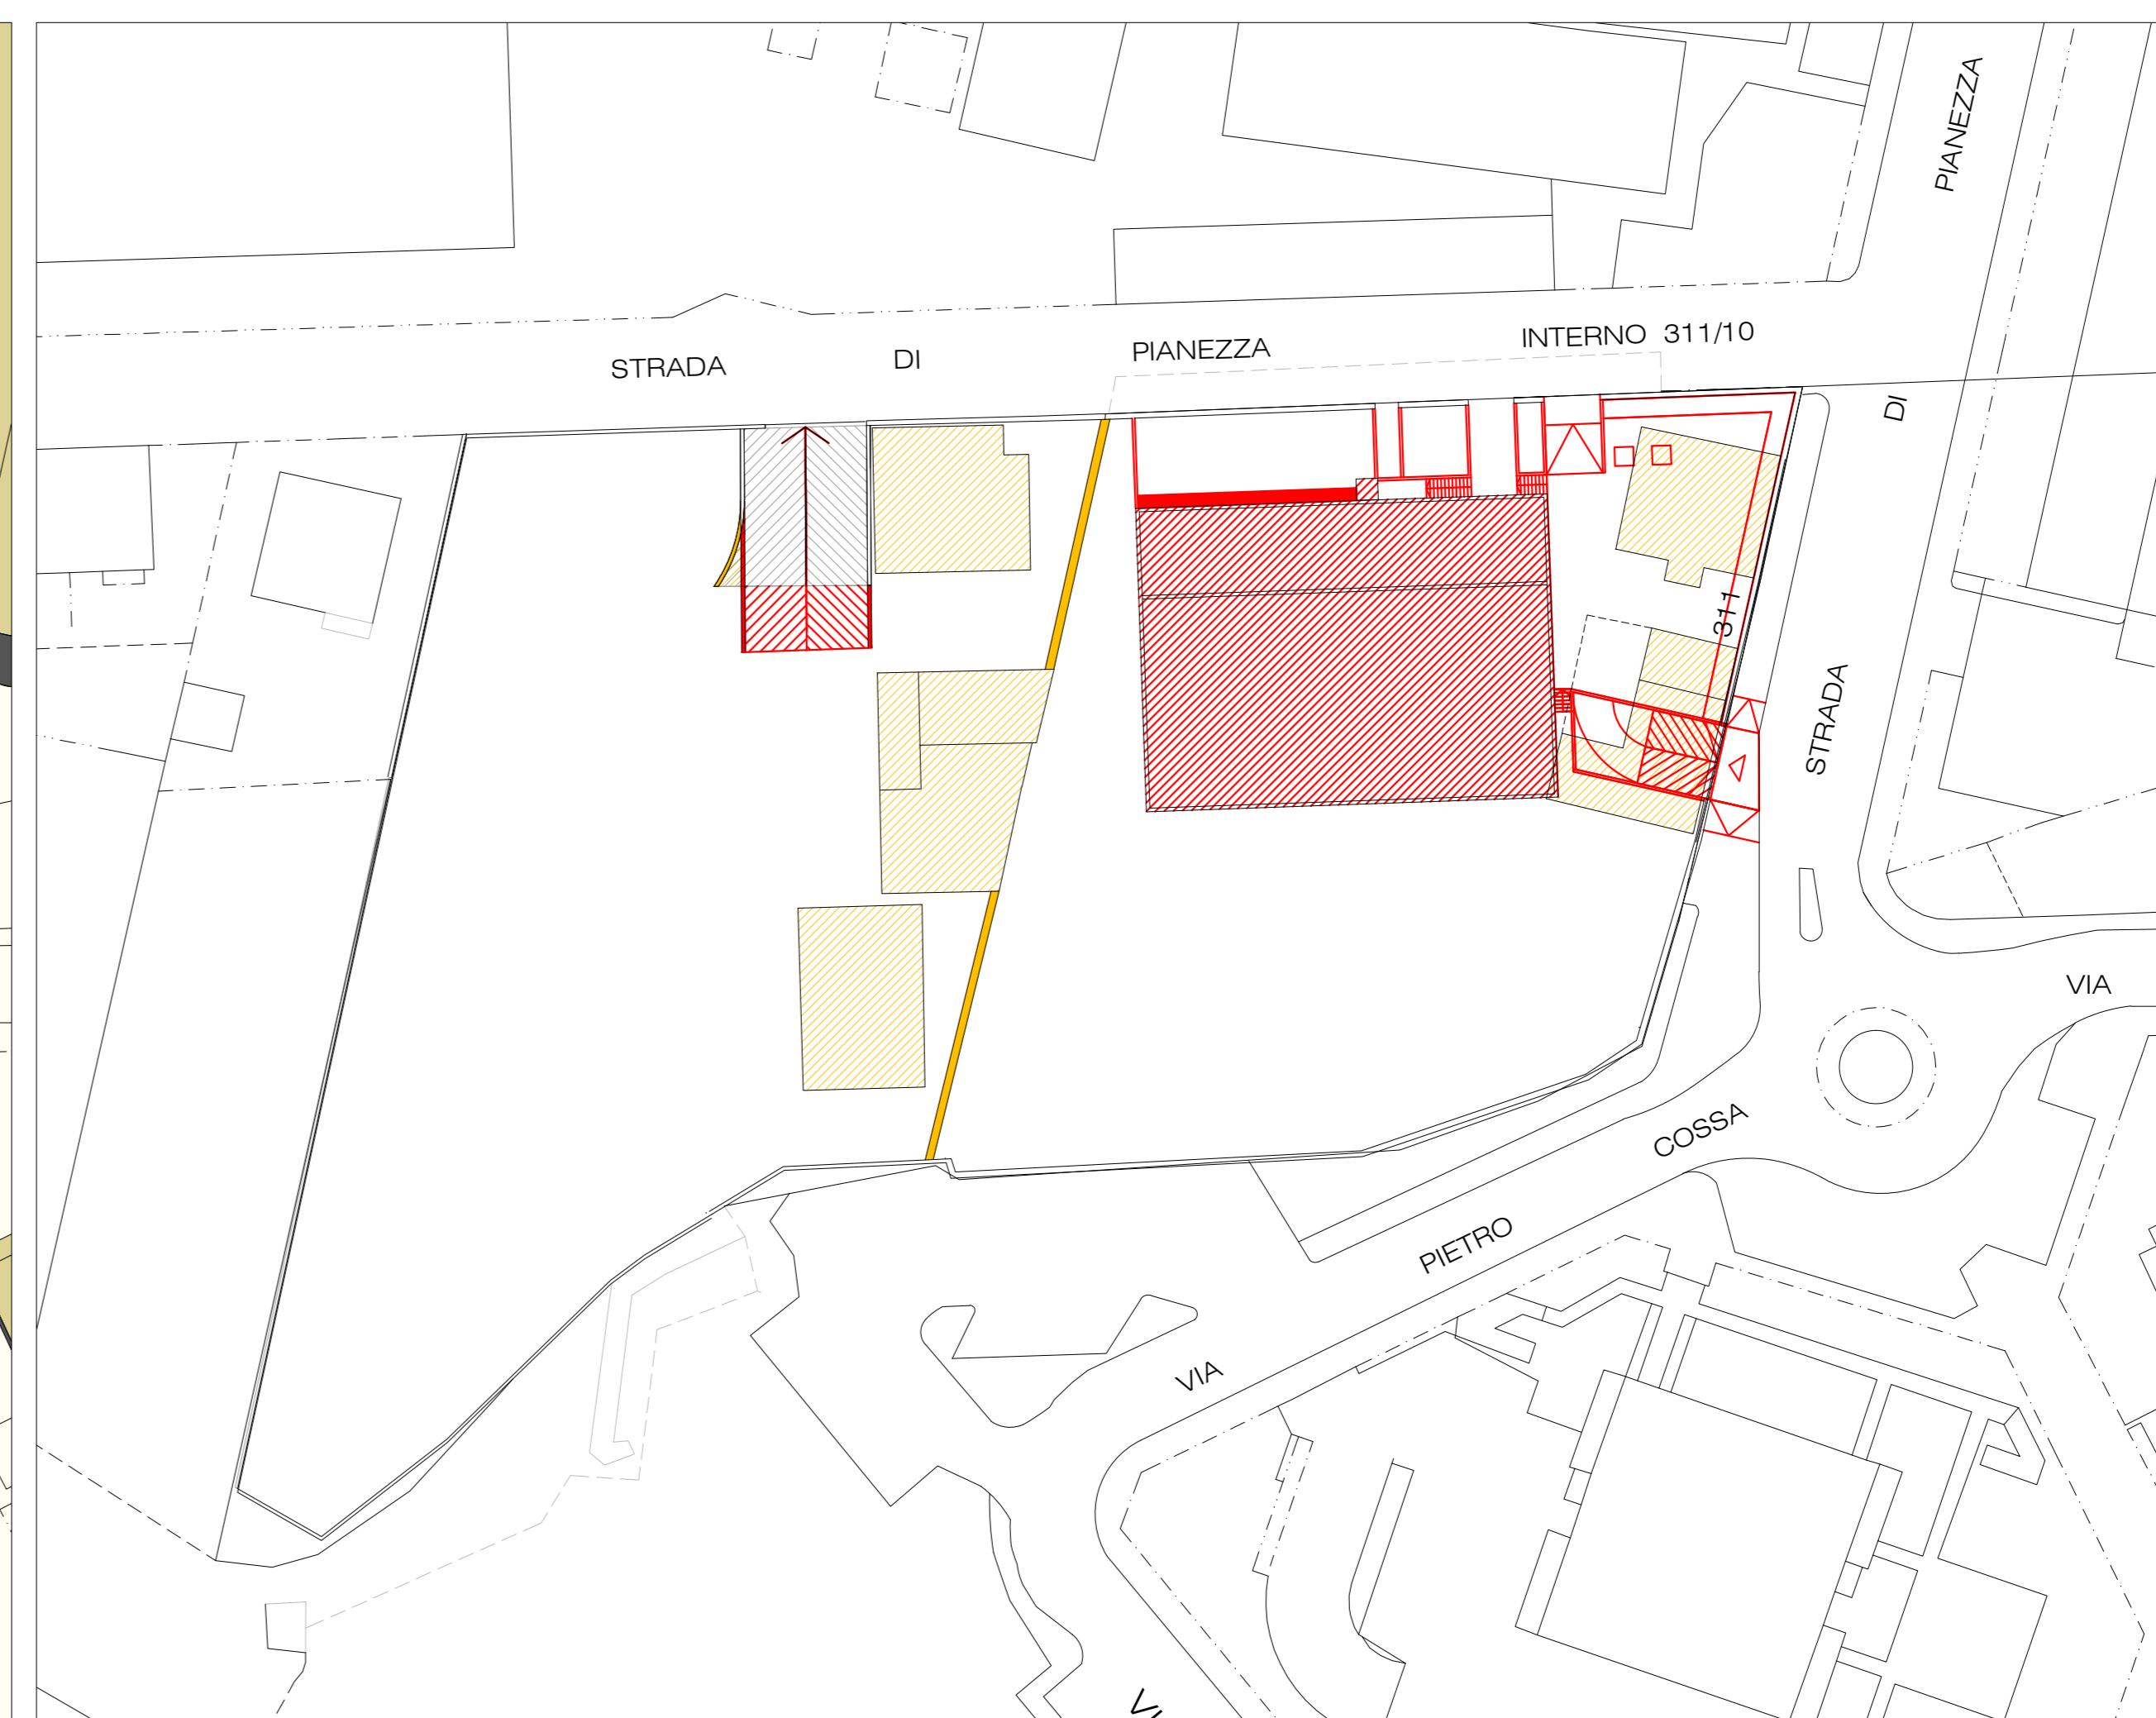 PIANEZZA
DI
STRADA
STRADA DI PIANEZZA INTERNO 311/10
311
VIA
VIA PIETRO COSSA